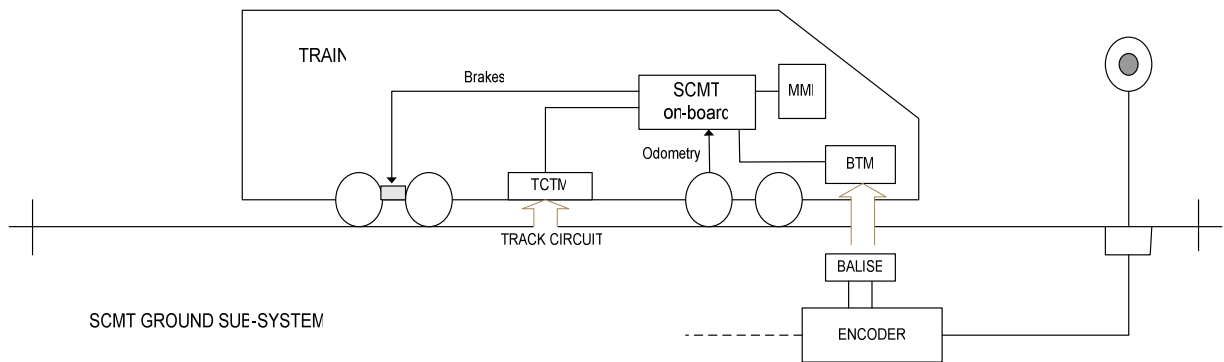 TRAIN
Brakes
SCMT
on-board
MMI
Odometry
BTM
TCTM
TRACK CIRCUIT
BALISE
SCMT GROUND SUB-SYSTEM
ENCODER